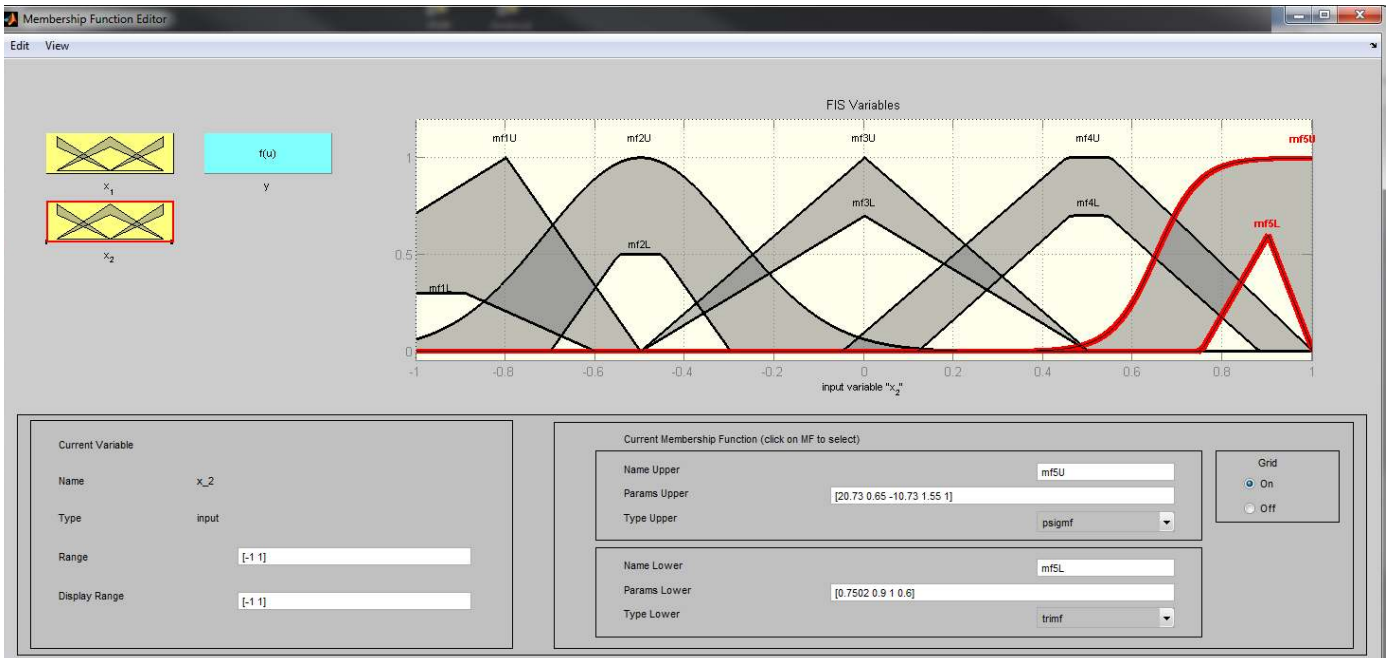 Membership Function Editor
Edit View
FIS Variables
mf1U mf2U mf3U mf4U mf5U
f(u)
1
x1
y
mf3L mf4L
mf5L
mf2L
0.5
x2
mf1L
0
-1 -0.8 -0.6 -0.4 -0.2 0 0.2 0.4 0.6 0.8 1
input variable "x2"
Current Variable
Name x_2
Type input
Range [-1 1]
Display Range [-1 1]
Current Membership Function (click on MF to select)
Name Upper mf5U
Params Upper [20.73 0.65 -10.73 1.55 1]
Type Upper psigmf
Name Lower mf5L
Params Lower [0.7502 0.9 1 0.6]
Type Lower trimf
Grid
On
Off